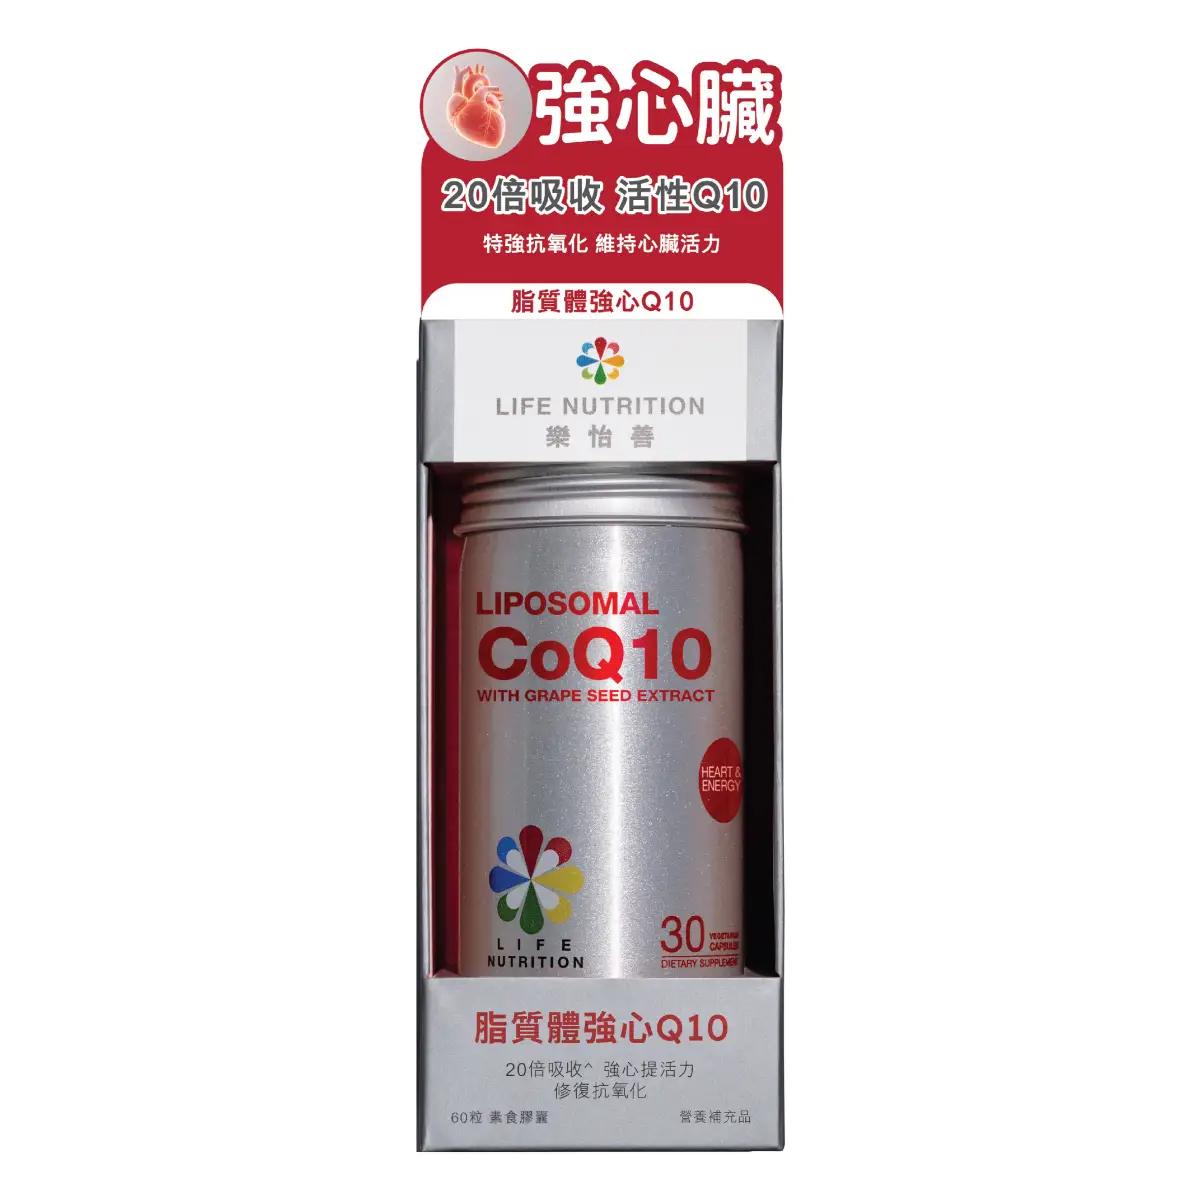 強心臟
20倍吸收 活性Q10
特強抗氧化 維持心臟活力
脂質體強心Q10
LIFE NUTRITION
樂怡善
LIPOSOMAL
CoQ10
WITH GRAPE SEED EXTRACT
HEART &
ENERGY
LIFE
NUTRITION
30 VEGETARIAN
CAPSULES
DIETARY SUPPLEMENT
脂質體強心Q10
20倍吸收^ 強心提活力
修復抗氧化
60粒 素食膠囊
營養補充品